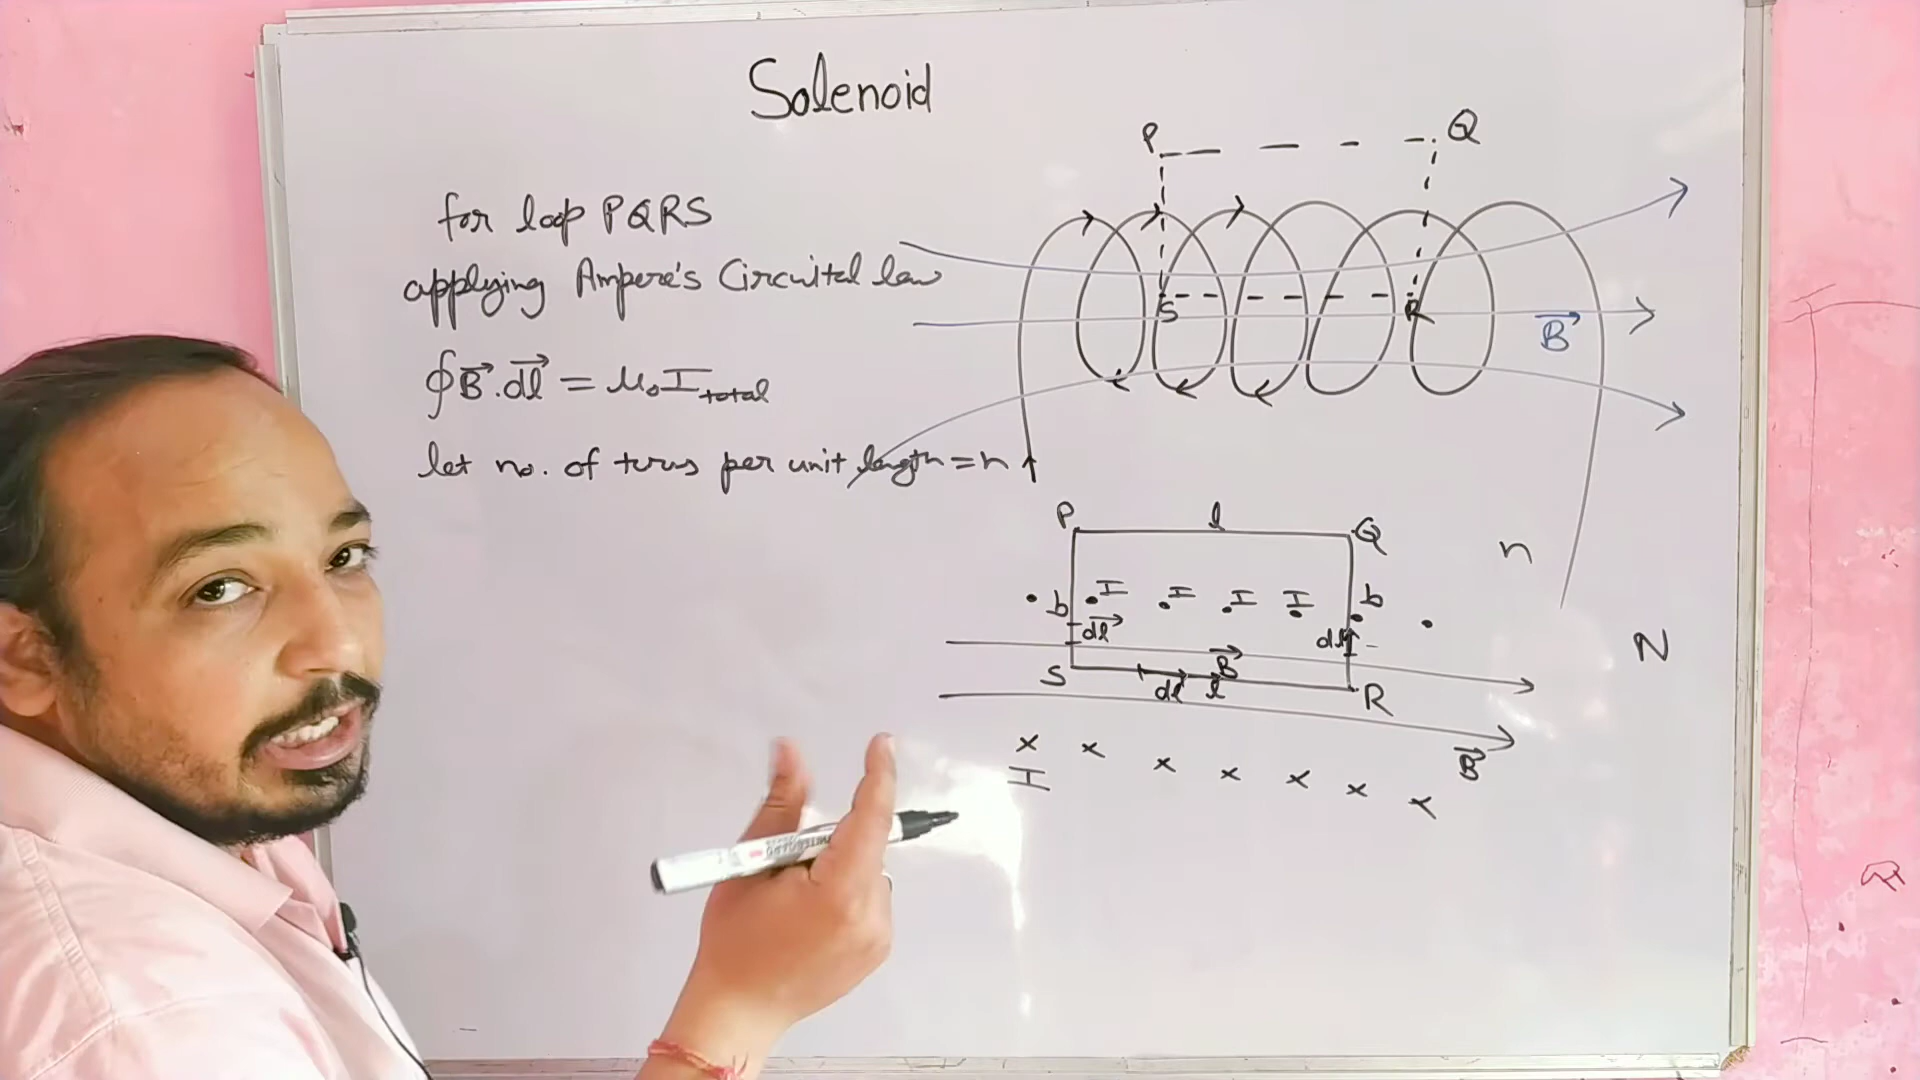 Solenoid
P Q
for loop PQRS
applying Ampere's Circuital law
S R
B⃗
∮B⃗.dl⃗ = μ₀I_total
let no. of turns per unit length = n
P l Q
n
I I I I
b b
dl⃗ dl
N
B⃗
S dl l R
B⃗
x x x x x x x
I